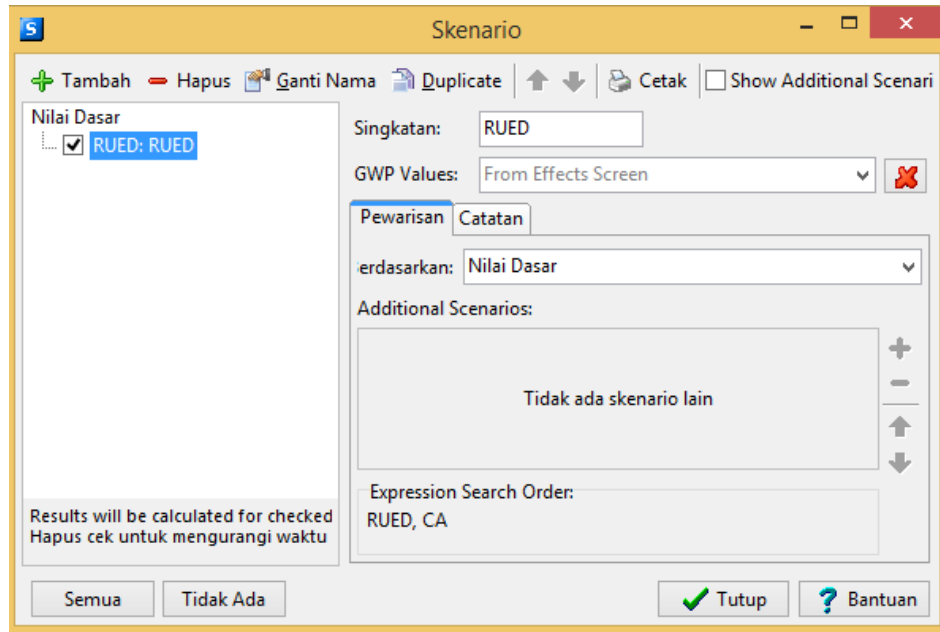 S Skenario
Tambah Hapus Ganti Nama Duplicate Cetak Show Additional Scenari
Nilai Dasar
RUED: RUED
Singkatan: RUED
GWP Values: From Effects Screen
Pewarisan Catatan
erdasarkan: Nilai Dasar
Additional Scenarios:
Tidak ada skenario lain
Expression Search Order:
RUED, CA
Results will be calculated for checked
Hapus cek untuk mengurangi waktu
Semua Tidak Ada Tutup ? Bantuan